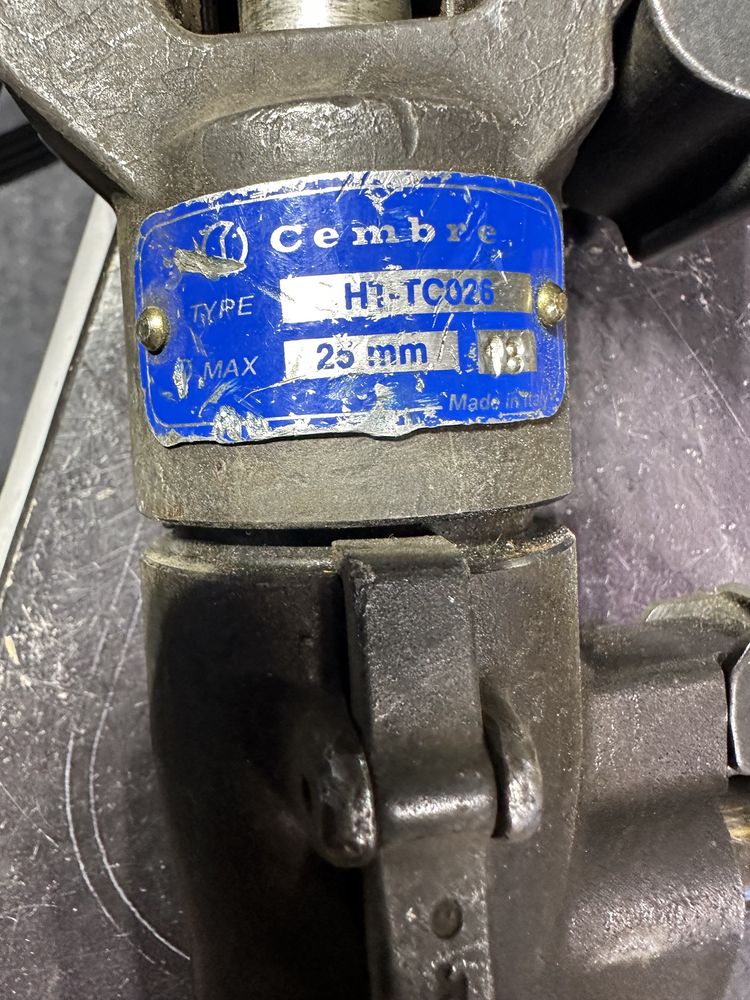 Cembre
TYPE HT-TC026
MAX 25 mm
Made in Italy